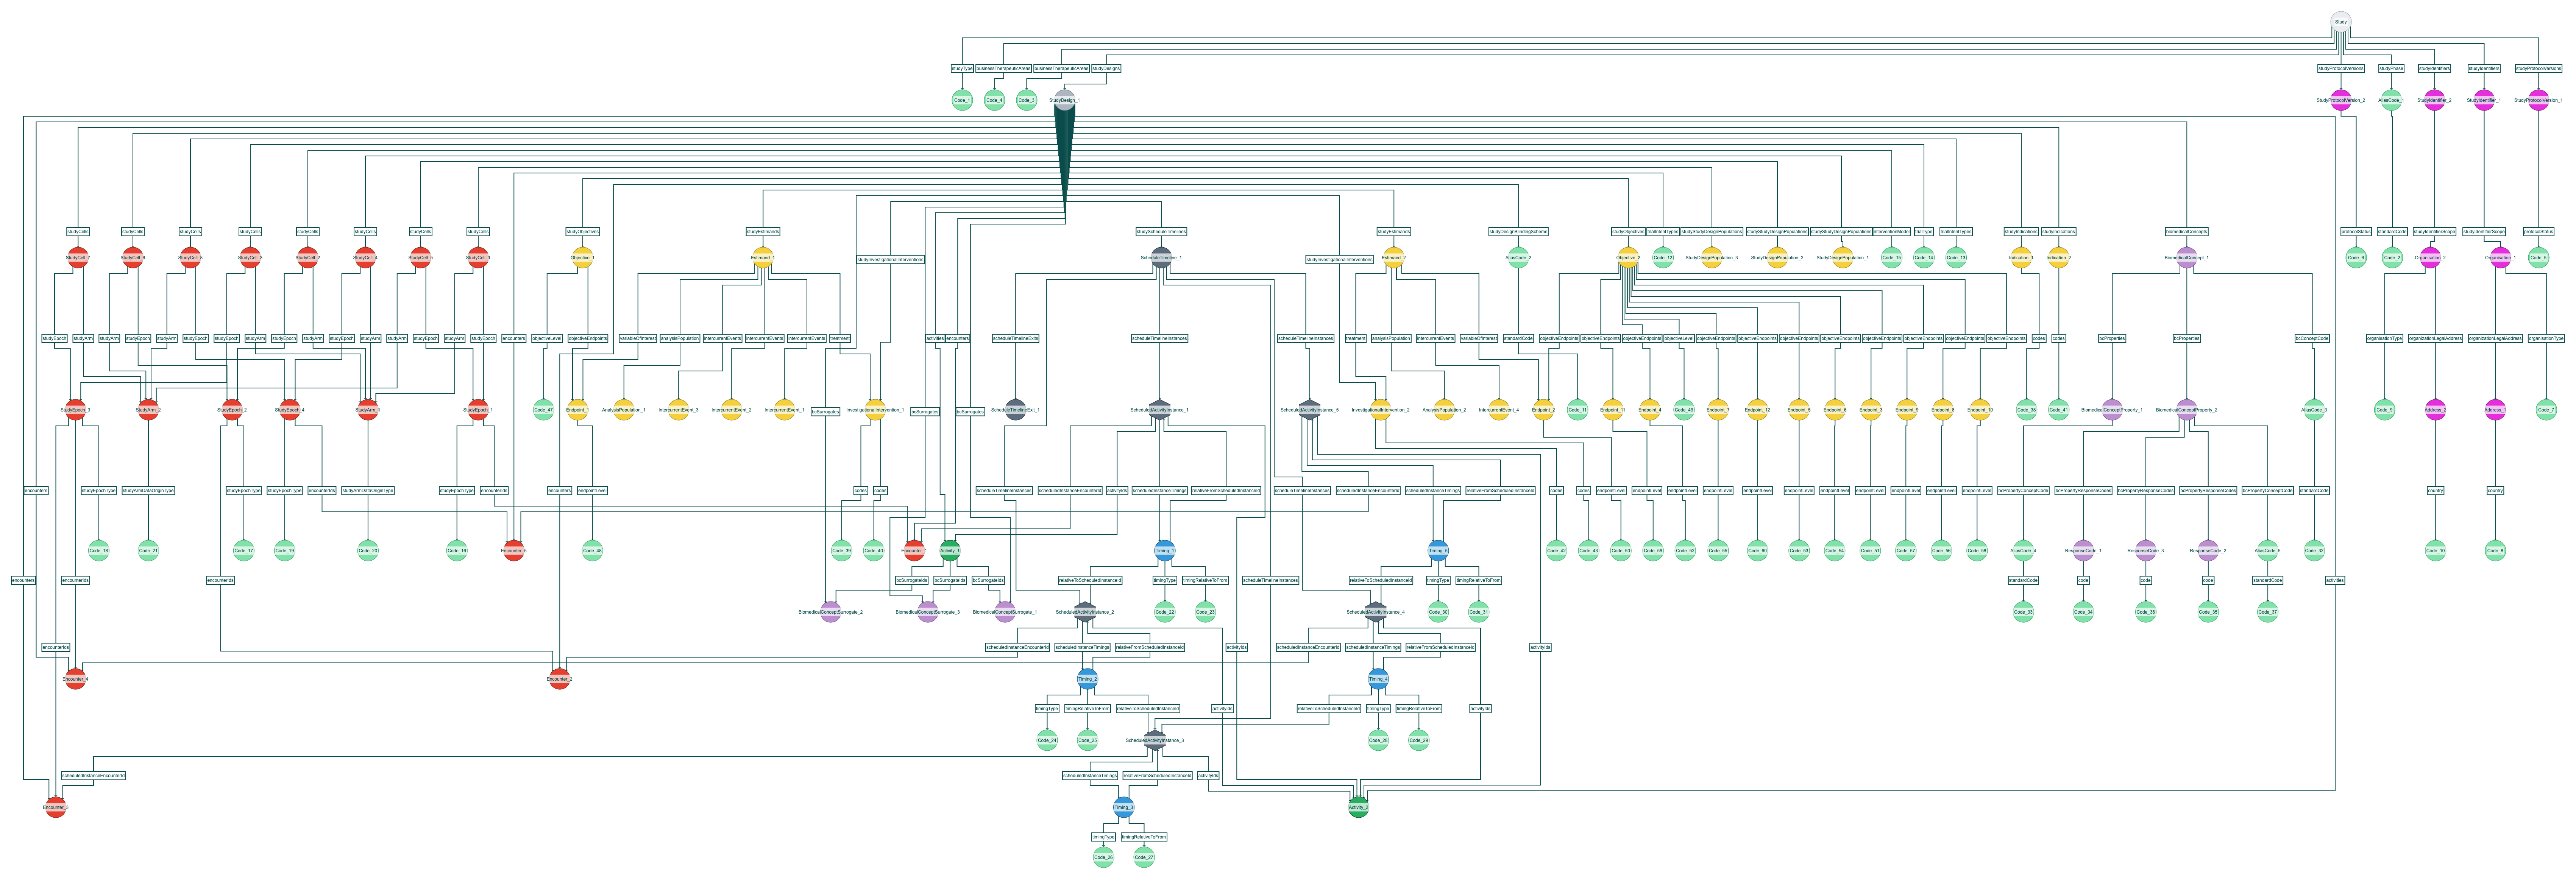 Study
studyType businessTherapeuticAreas businessTherapeuticAreas studyDesigns studyProtocolVersions studyPhase studyIdentifiers studyIdentifiers studyProtocolVersions
Code_1 Code_4 Code_3 StudyDesign_1 StudyProtocolVersion_2 AliasCode_1 StudyIdentifier_2 StudyIdentifier_1 StudyProtocolVersion_1
studyCells studyCells studyCells studyCells studyCells studyCells studyCells studyCells studyObjectives studyEstimands studyScheduleTimelines studyEstimands studyDesignBlindingScheme studyObjectives trialIntentTypes studyStudyDesignPopulations studyStudyDesignPopulations studyStudyDesignPopulations interventionModel trialType trialIntentTypes studyIndications studyIndications biomedicalConcepts protocolStatus standardCode studyIdentifierScope studyIdentifierScope protocolStatus
StudyCell_7 StudyCell_6 StudyCell_8 StudyCell_3 StudyCell_2 StudyCell_4 StudyCell_5 StudyCell_1 Objective_1 Estimand_1 studyInvestigationalInterventions ScheduleTimeline_1 studyInvestigationalInterventions Estimand_2 AliasCode_2 Objective_2 Code_12 StudyDesignPopulation_3 StudyDesignPopulation_2 StudyDesignPopulation_1 Code_15 Code_14 Code_13 Indication_1 Indication_2 BiomedicalConcept_1 Code_6 Code_2 Organisation_2 Organisation_1 Code_5
studyEpoch studyArm studyArm studyEpoch studyArm studyEpoch studyEpoch studyArm studyEpoch studyArm studyEpoch studyArm studyArm studyEpoch studyArm studyEpoch encounters objectiveLevel objectiveEndpoints variableOfInterest analysisPopulation intercurrentEvents intercurrentEvents intercurrentEvents treatment activities encounters scheduleTimelineExits scheduleTimelineInstances scheduleTimelineInstances treatment analysisPopulation intercurrentEvents variableOfInterest standardCode objectiveEndpoints objectiveEndpoints objectiveEndpoints objectiveLevel objectiveEndpoints objectiveEndpoints objectiveEndpoints objectiveEndpoints objectiveEndpoints objectiveEndpoints objectiveEndpoints objectiveEndpoints codes codes bcProperties bcProperties bcConceptCode organisationType organizationLegalAddress organizationLegalAddress organisationType
StudyEpoch_3 StudyArm_2 StudyEpoch_2 StudyEpoch_4 StudyArm_1 StudyEpoch_1 Code_47 Endpoint_1 AnalysisPopulation_1 IntercurrentEvent_3 IntercurrentEvent_2 IntercurrentEvent_1 bcSurrogates InvestigationalIntervention_1 bcSurrogates bcSurrogates ScheduleTimelineExit_1 ScheduledActivityInstance_1 ScheduledActivityInstance_5 InvestigationalIntervention_2 AnalysisPopulation_2 IntercurrentEvent_4 Endpoint_2 Code_11 Endpoint_11 Endpoint_4 Code_49 Endpoint_7 Endpoint_12 Endpoint_5 Endpoint_6 Endpoint_3 Endpoint_9 Endpoint_8 Endpoint_10 Code_38 Code_41 BiomedicalConceptProperty_1 BiomedicalConceptProperty_2 AliasCode_3 Code_9 Address_2 Address_1 Code_7
encounters encounterIds studyEpochType studyArmDataOriginType studyEpochType studyEpochType encounterIds studyArmDataOriginType studyEpochType encounterIds encounters endpointLevel codes codes scheduleTimelineInstances scheduledInstanceEncounterId activityIds scheduledInstanceTimings relativeFromScheduledInstanceId scheduleTimelineInstances scheduledInstanceEncounterId scheduledInstanceTimings relativeFromScheduledInstanceId codes codes endpointLevel endpointLevel endpointLevel endpointLevel endpointLevel endpointLevel endpointLevel endpointLevel endpointLevel endpointLevel endpointLevel bcPropertyConceptCode bcPropertyResponseCodes bcPropertyResponseCodes bcPropertyResponseCodes bcPropertyConceptCode standardCode country country
Code_18 Code_21 Code_17 Code_19 Code_20 Code_16 Encounter_5 Code_48 Code_39 Code_40 Encounter_1 Activity_1 Timing_1 Timing_5 Code_42 Code_43 Code_50 Code_59 Code_52 Code_55 Code_60 Code_53 Code_54 Code_51 Code_57 Code_56 Code_58 AliasCode_4 ResponseCode_1 ResponseCode_3 ResponseCode_2 AliasCode_5 Code_32 Code_10 Code_8
encounters encounterIds encounterIds bcSurrogateIds bcSurrogateIds bcSurrogateIds relativeToScheduledInstanceId timingType timingRelativeToFrom scheduleTimelineInstances relativeToScheduledInstanceId timingType timingRelativeToFrom standardCode code code code standardCode activities
BiomedicalConceptSurrogate_2 BiomedicalConceptSurrogate_3 BiomedicalConceptSurrogate_1 ScheduledActivityInstance_2 Code_22 Code_23 ScheduledActivityInstance_4 Code_30 Code_31 Code_33 Code_34 Code_36 Code_35 Code_37
encounterIds scheduledInstanceEncounterId scheduledInstanceTimings relativeFromScheduledInstanceId activityIds scheduledInstanceEncounterId scheduledInstanceTimings relativeFromScheduledInstanceId activityIds
Encounter_4 Encounter_2 Timing_2 Timing_4
timingType timingRelativeToFrom relativeToScheduledInstanceId activityIds relativeToScheduledInstanceId timingType timingRelativeToFrom activityIds
Code_24 Code_25 ScheduledActivityInstance_3 Code_28 Code_29
scheduledInstanceEncounterId scheduledInstanceTimings relativeFromScheduledInstanceId activityIds
Encounter_3 Timing_3 Activity_2
timingType timingRelativeToFrom
Code_26 Code_27